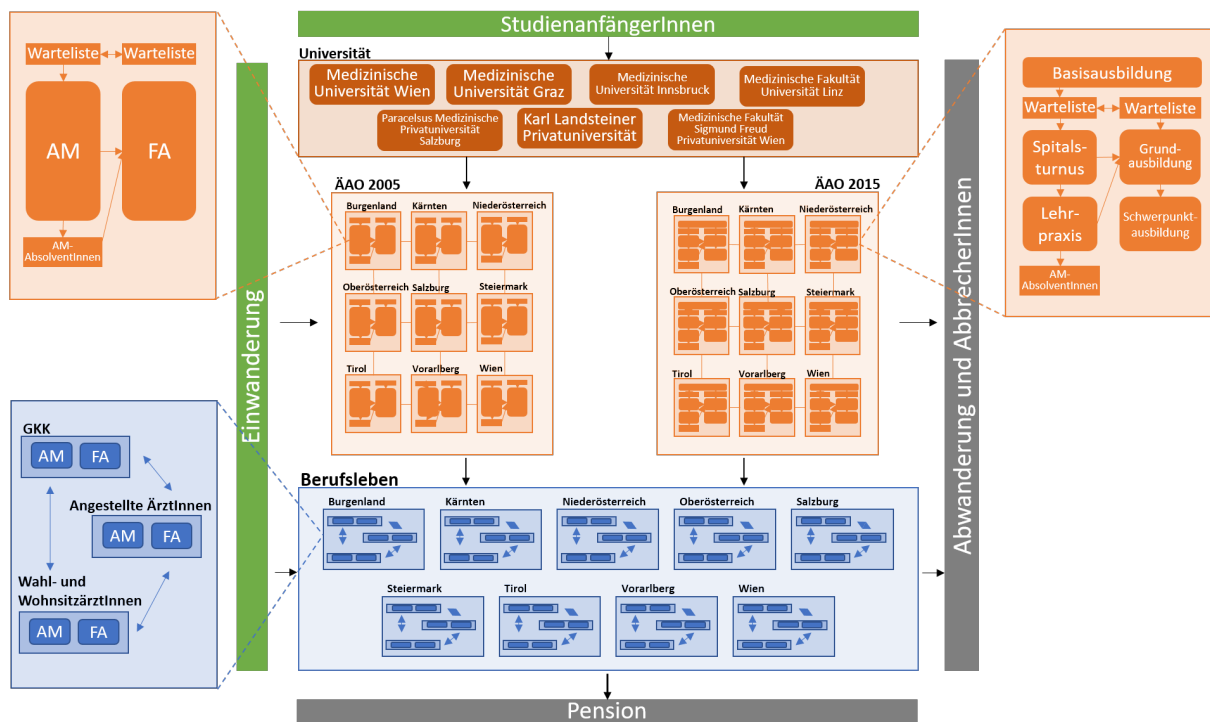 StudienanfängerInnen
Universität
Medizinische
Universität Wien
Medizinische
Universität Graz
Medizinische
Universität Innsbruck
Medizinische Fakultät
Universität Linz
Paracelsus Medizinische
Privatuniversität
Salzburg
Karl Landsteiner
Privatuniversität
Medizinische Fakultät
Sigmund Freud
Privatuniversität Wien
Warteliste
Warteliste
AM
FA
AM-
AbsolventInnen
Einwanderung
ÄAO 2005
Burgenland
Kärnten
Niederösterreich
Oberösterreich
Salzburg
Steiermark
Tirol
Vorarlberg
Wien
ÄAO 2015
Burgenland
Kärnten
Niederösterreich
Oberösterreich
Salzburg
Steiermark
Tirol
Vorarlberg
Wien
Abwanderung und AbbrecherInnen
Basisausbildung
Warteliste
Warteliste
Spitals-
turnus
Grund-
ausbildung
Lehr-
praxis
Schwerpunkt-
ausbildung
AM-
AbsolventInnen
GKK
AM
FA
Angestellte ÄrztInnen
AM
FA
Wahl- und
WohnsitzärztInnen
AM
FA
Berufsleben
Burgenland
Kärnten
Niederösterreich
Oberösterreich
Salzburg
Steiermark
Tirol
Vorarlberg
Wien
Pension